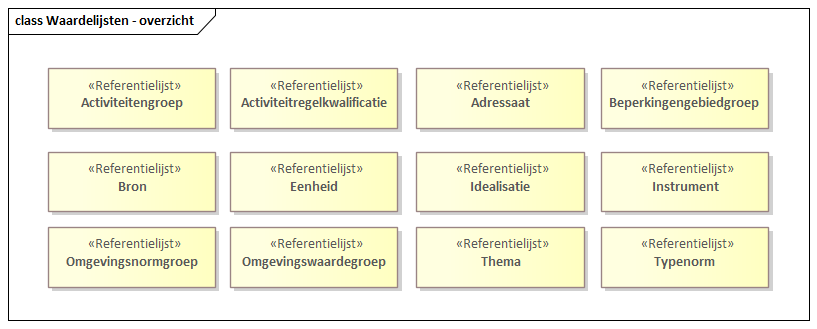 class Waardelijsten - overzicht
«Referentielijst»
Activiteitengroep
«Referentielijst»
Activiteitregelkwalificatie
«Referentielijst»
Adressaat
«Referentielijst»
Beperkingengebiedgroep
«Referentielijst»
Bron
«Referentielijst»
Eenheid
«Referentielijst»
Idealisatie
«Referentielijst»
Instrument
«Referentielijst»
Omgevingsnormgroep
«Referentielijst»
Omgevingswaardegroep
«Referentielijst»
Thema
«Referentielijst»
Typenorm